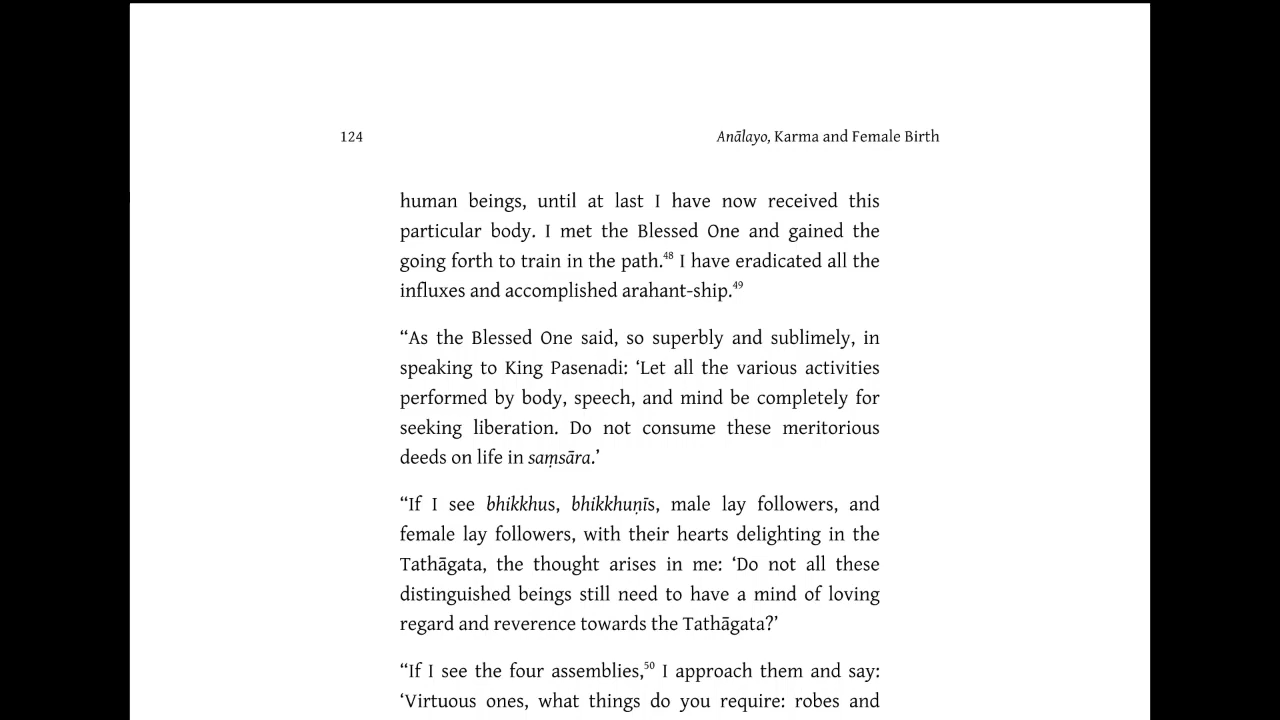 124 Anālayo, Karma and Female Birth
human beings, until at last I have now received this
particular body. I met the Blessed One and gained the
going forth to train in the path.48 I have eradicated all the
influxes and accomplished arahant-ship.49
“As the Blessed One said, so superbly and sublimely, in
speaking to King Pasenadi: ‘Let all the various activities
performed by body, speech, and mind be completely for
seeking liberation. Do not consume these meritorious
deeds on life in saṃsāra.’
“If I see bhikkhus, bhikkhuṇīs, male lay followers, and
female lay followers, with their hearts delighting in the
Tathāgata, the thought arises in me: ‘Do not all these
distinguished beings still need to have a mind of loving
regard and reverence towards the Tathāgata?’
“If I see the four assemblies,50 I approach them and say:
‘Virtuous ones, what things do you require: robes and